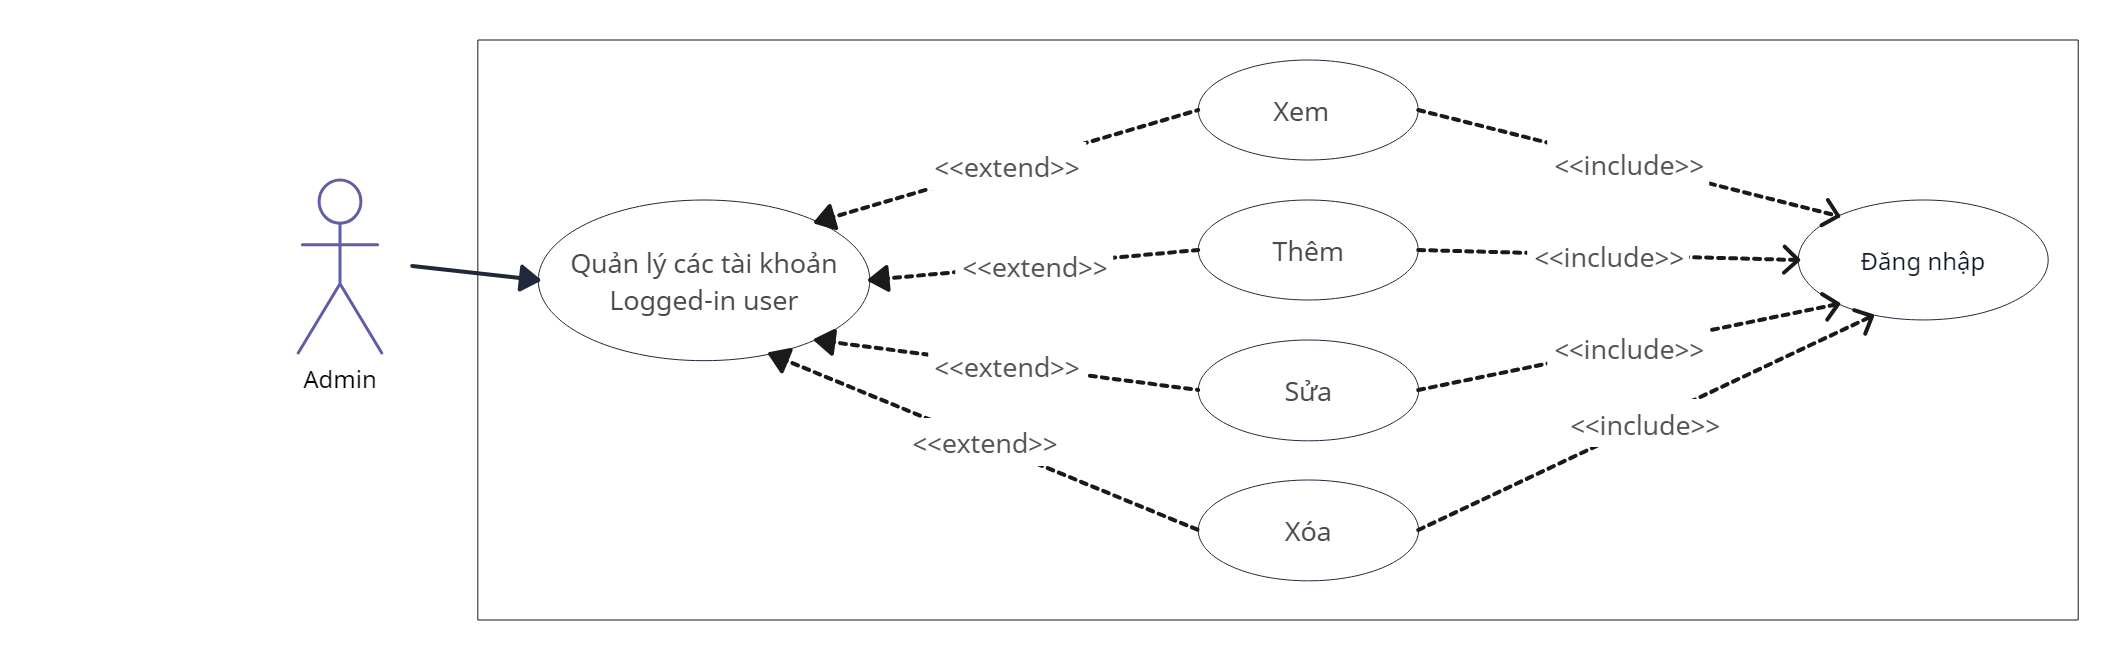 Xem
<<extend>>
<<include>>
Quản lý các tài khoản
Logged-in user
<<extend>>
Thêm
<<include>>
Đăng nhập
Admin
<<extend>>
Sửa
<<include>>
<<extend>>
<<include>>
Xóa